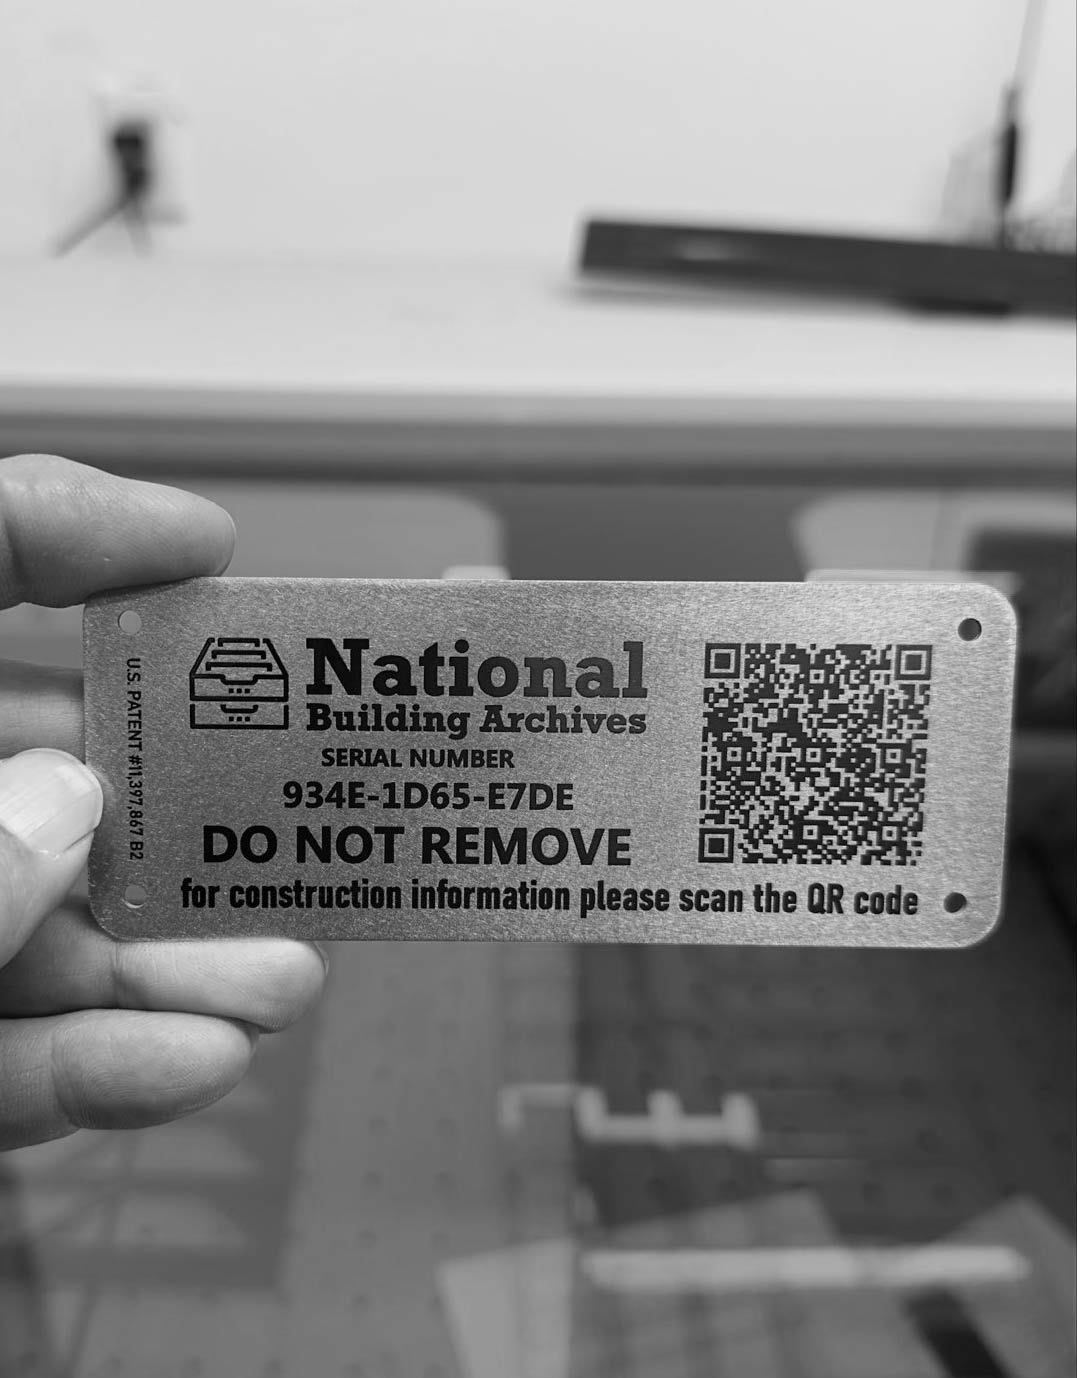 National
Building Archives
SERIAL NUMBER
934E-1D65-E7DE
DO NOT REMOVE
for construction information please scan the QR code
U.S. PATENT #11,397,867 B2